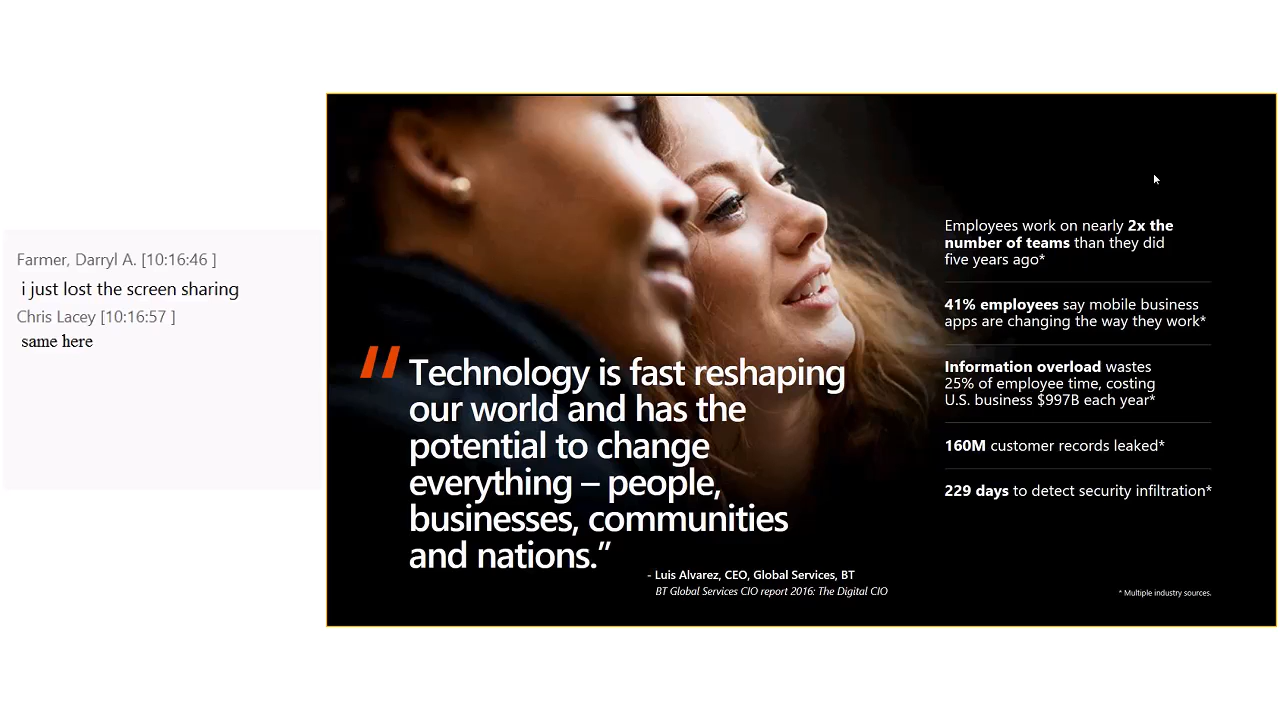 Farmer, Darryl A. [10:16:46 ]
i just lost the screen sharing
Chris Lacey [10:16:57 ]
same here
“Technology is fast reshaping
our world and has the
potential to change
everything – people,
businesses, communities
and nations.”
- Luis Alvarez, CEO, Global Services, BT
BT Global Services CIO report 2016: The Digital CIO
Employees work on nearly 2x the
number of teams than they did
five years ago*
41% employees say mobile business
apps are changing the way they work*
Information overload wastes
25% of employee time, costing
U.S. business $997B each year*
160M customer records leaked*
229 days to detect security infiltration*
* Multiple industry sources.